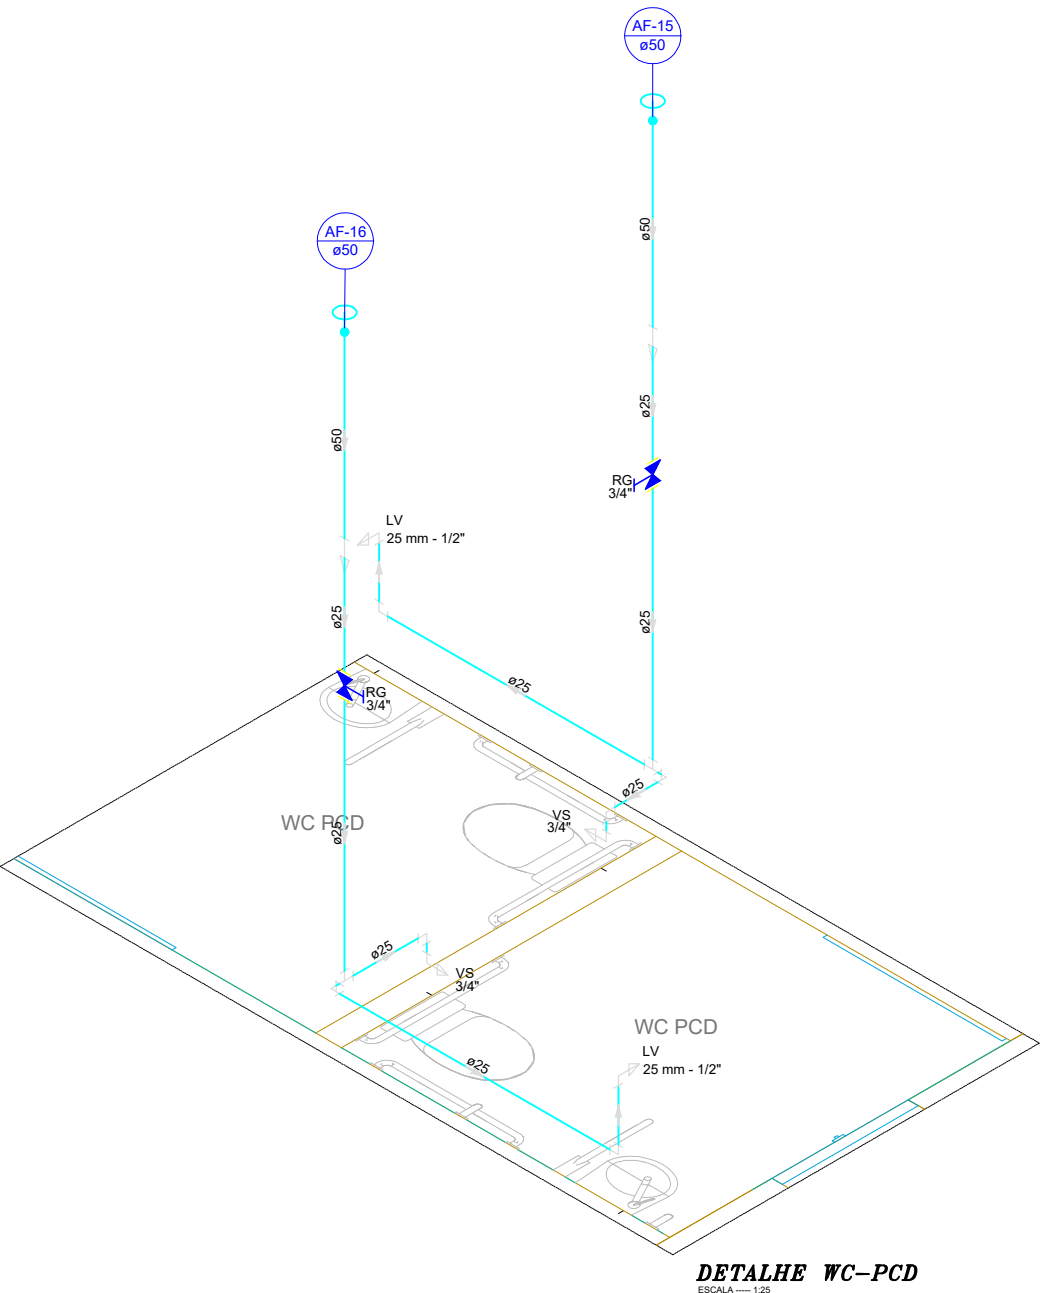 AF-15
ø50
AF-16
ø50
ø50
ø25
ø50
RG
3/4"
LV
25 mm - 1/2"
ø25
ø25
ø25
RG
3/4"
ø25
VS
3/4"
WC PCD
ø25
ø25
VS
3/4"
WC PCD
LV
25 mm - 1/2"
ø25
DETALHE WC-PCD
ESCALA ----- 1:25